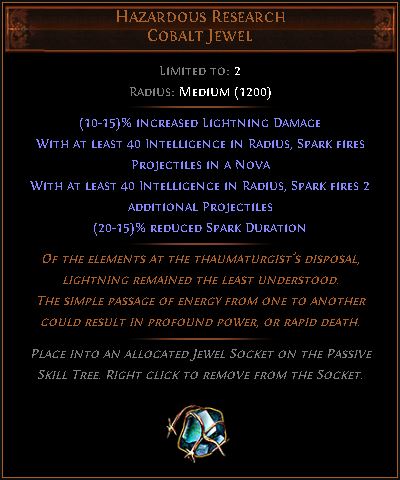 Hazardous Research
Cobalt Jewel
Limited to: 2
Radius: Medium (1200)
(10-15)% increased Lightning Damage
With at least 40 Intelligence in Radius, Spark fires
Projectiles in a Nova
With at least 40 Intelligence in Radius, Spark fires 2
additional Projectiles
(20-15)% reduced Spark Duration
Of the elements at the thaumaturgist's disposal,
lightning remained the least understood.
The simple passage of energy from one to another
could result in profound power, or rapid death.
Place into an allocated Jewel Socket on the Passive
Skill Tree. Right click to remove from the Socket.